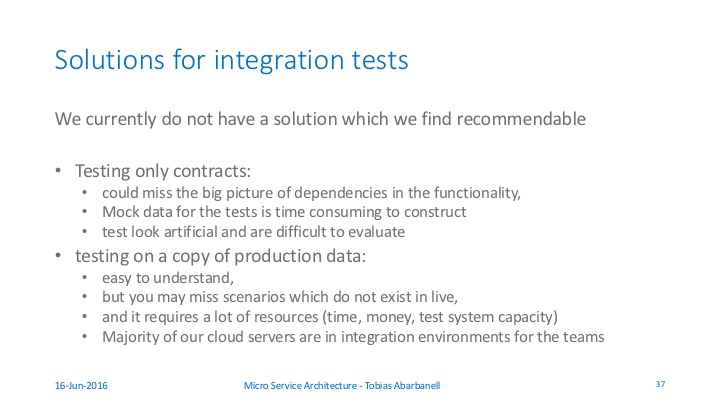 Solutions for integration tests
We currently do not have a solution which we find recommendable
• Testing only contracts:
• could miss the big picture of dependencies in the functionality,
• Mock data for the tests is time consuming to construct
• test look artificial and are difficult to evaluate
• testing on a copy of production data:
• easy to understand,
• but you may miss scenarios which do not exist in live,
• and it requires a lot of resources (time, money, test system capacity)
• Majority of our cloud servers are in integration environments for the teams
16-Jun-2016 Micro Service Architecture - Tobias Abarbanell 37